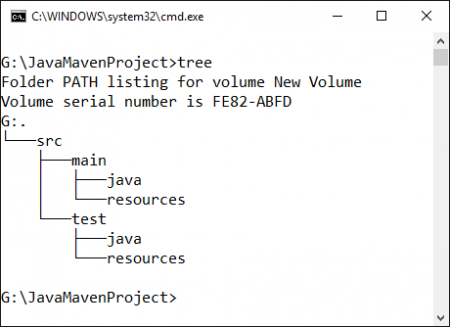 C:\WINDOWS\system32\cmd.exe
G:\JavaMavenProject>tree
Folder PATH listing for volume New Volume
Volume serial number is FE82-ABFD
G:.
└───src
    ├───main
    │   ├───java
    │   └───resources
    └───test
        ├───java
        └───resources
G:\JavaMavenProject>